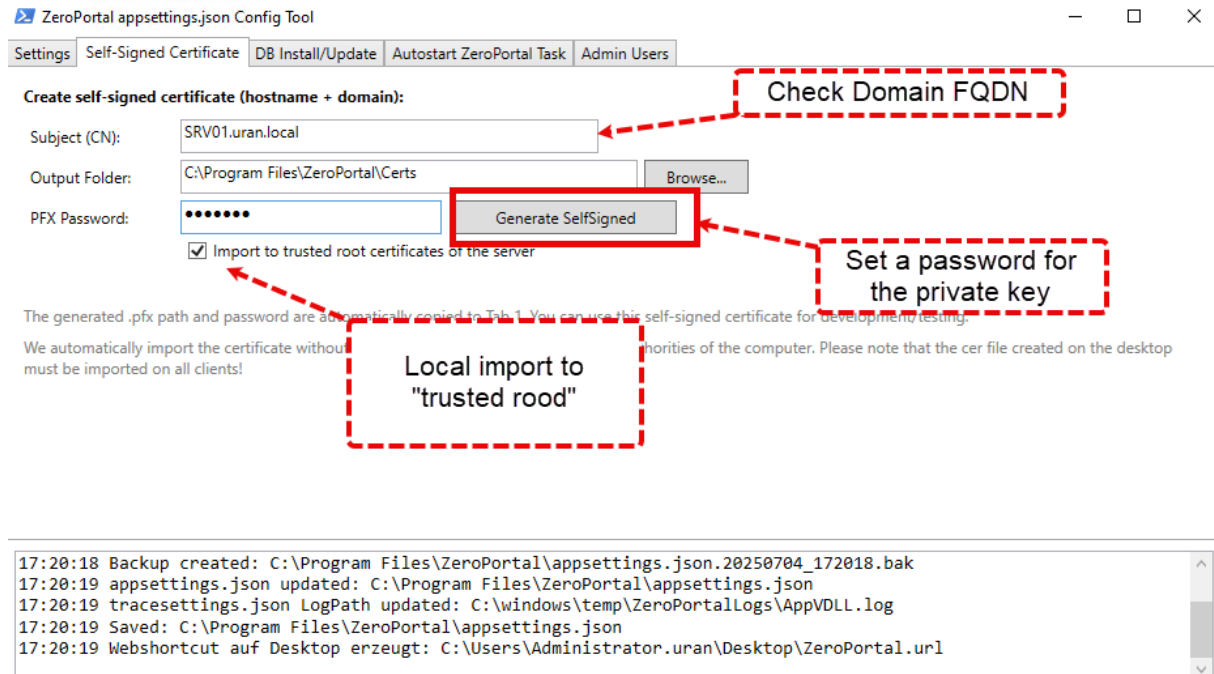 ZeroPortal appsettings.json Config Tool
Settings Self-Signed Certificate DB Install/Update Autostart ZeroPortal Task Admin Users
Check Domain FQDN
Create self-signed certificate (hostname + domain):
Subject (CN): SRV01.uran.local
Output Folder: C:\Program Files\ZeroPortal\Certs Browse...
PFX Password: ●●●●●●● Generate SelfSigned
Import to trusted root certificates of the server
Set a password for
the private key
The generated .pfx path and password are automatically copied to Tab 1. You can use this self-signed certificate for development/testing.
We automatically import the certificate without horities of the computer. Please note that the cer file created on the desktop
must be imported on all clients!
Local import to
"trusted rood"
17:20:18 Backup created: C:\Program Files\ZeroPortal\appsettings.json.20250704_172018.bak
17:20:19 appsettings.json updated: C:\Program Files\ZeroPortal\appsettings.json
17:20:19 tracesettings.json LogPath updated: C:\windows\temp\ZeroPortalLogs\AppVDLL.log
17:20:19 Saved: C:\Program Files\ZeroPortal\appsettings.json
17:20:19 Webshortcut auf Desktop erzeugt: C:\Users\Administrator.uran\Desktop\ZeroPortal.url